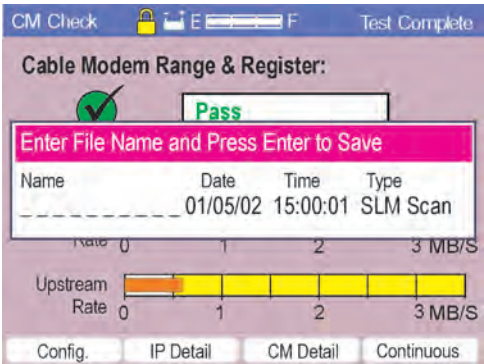 CM Check E F Test Complete
Cable Modem Range & Register:
Pass
Enter File Name and Press Enter to Save
Name Date Time Type
01/05/02 15:00:01 SLM Scan
Rate 0 1 2 3 MB/S
Upstream
Rate 0 1 2 3 MB/S
Config. IP Detail CM Detail Continuous